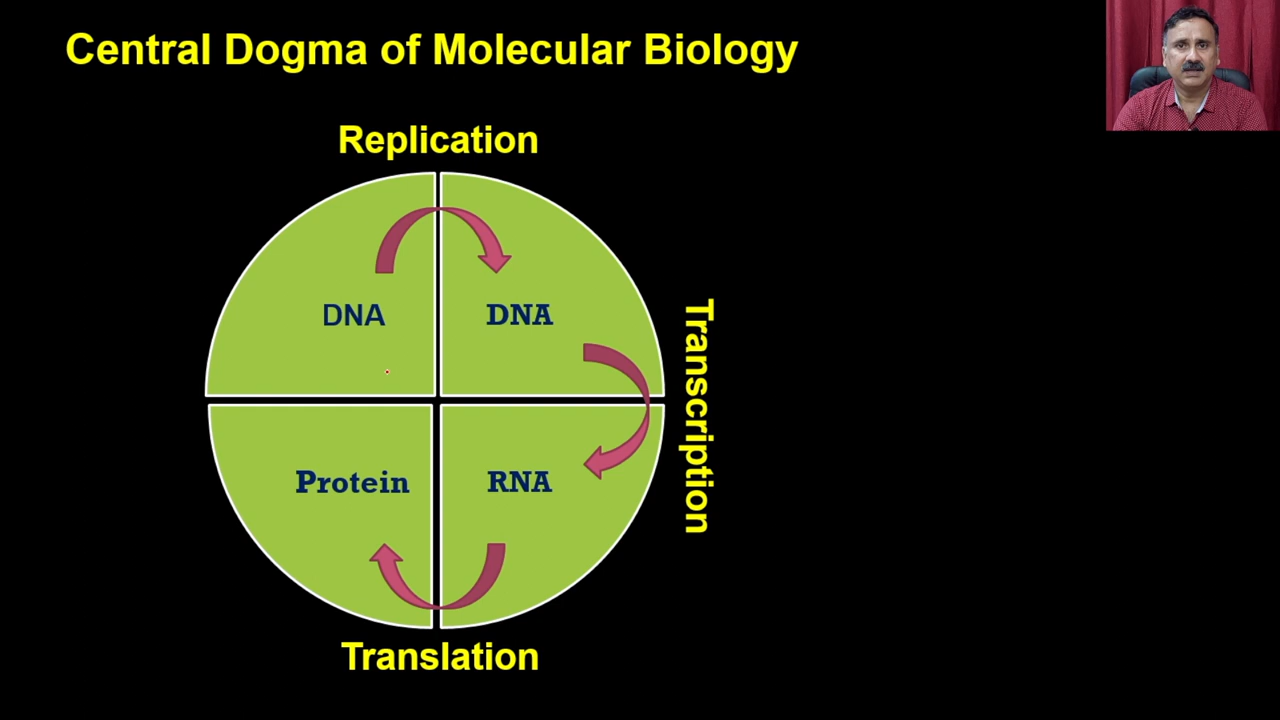 Central Dogma of Molecular Biology
Replication
DNA
DNA
Transcription
Protein
RNA
Translation